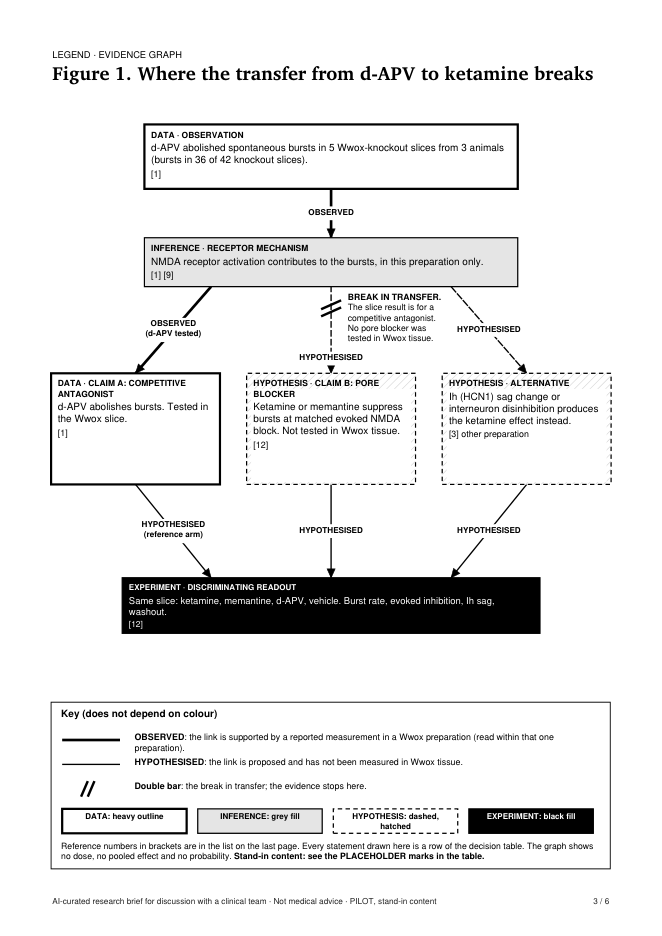 LEGEND · EVIDENCE GRAPH
Figure 1. Where the transfer from d-APV to ketamine breaks
DATA · OBSERVATION
d-APV abolished spontaneous bursts in 5 Wwox-knockout slices from 3 animals
(bursts in 36 of 42 knockout slices).
[1]
OBSERVED
INFERENCE · RECEPTOR MECHANISM
NMDA receptor activation contributes to the bursts, in this preparation only.
[1] [9]
OBSERVED
(d-APV tested)
BREAK IN TRANSFER.
The slice result is for a
competitive antagonist.
No pore blocker was
tested in Wwox tissue.
HYPOTHESISED
HYPOTHESISED
DATA · CLAIM A: COMPETITIVE
ANTAGONIST
d-APV abolishes bursts. Tested in
the Wwox slice.
[1]
HYPOTHESIS · CLAIM B: PORE
BLOCKER
Ketamine or memantine suppress
bursts at matched evoked NMDA
block. Not tested in Wwox tissue.
[12]
HYPOTHESIS · ALTERNATIVE
Ih (HCN1) sag change or
interneuron disinhibition produces
the ketamine effect instead.
[3] other preparation
HYPOTHESISED
(reference arm)
HYPOTHESISED
HYPOTHESISED
EXPERIMENT · DISCRIMINATING READOUT
Same slice: ketamine, memantine, d-APV, vehicle. Burst rate, evoked inhibition, Ih sag,
washout.
[12]
Key (does not depend on colour)
OBSERVED: the link is supported by a reported measurement in a Wwox preparation (read within that one
preparation).
HYPOTHESISED: the link is proposed and has not been measured in Wwox tissue.
Double bar: the break in transfer; the evidence stops here.
DATA: heavy outline
INFERENCE: grey fill
HYPOTHESIS: dashed,
hatched
EXPERIMENT: black fill
Reference numbers in brackets are in the list on the last page. Every statement drawn here is a row of the decision table. The graph shows
no dose, no pooled effect and no probability. Stand-in content: see the PLACEHOLDER marks in the table.
AI-curated research brief for discussion with a clinical team · Not medical advice · PILOT, stand-in content
3 / 6